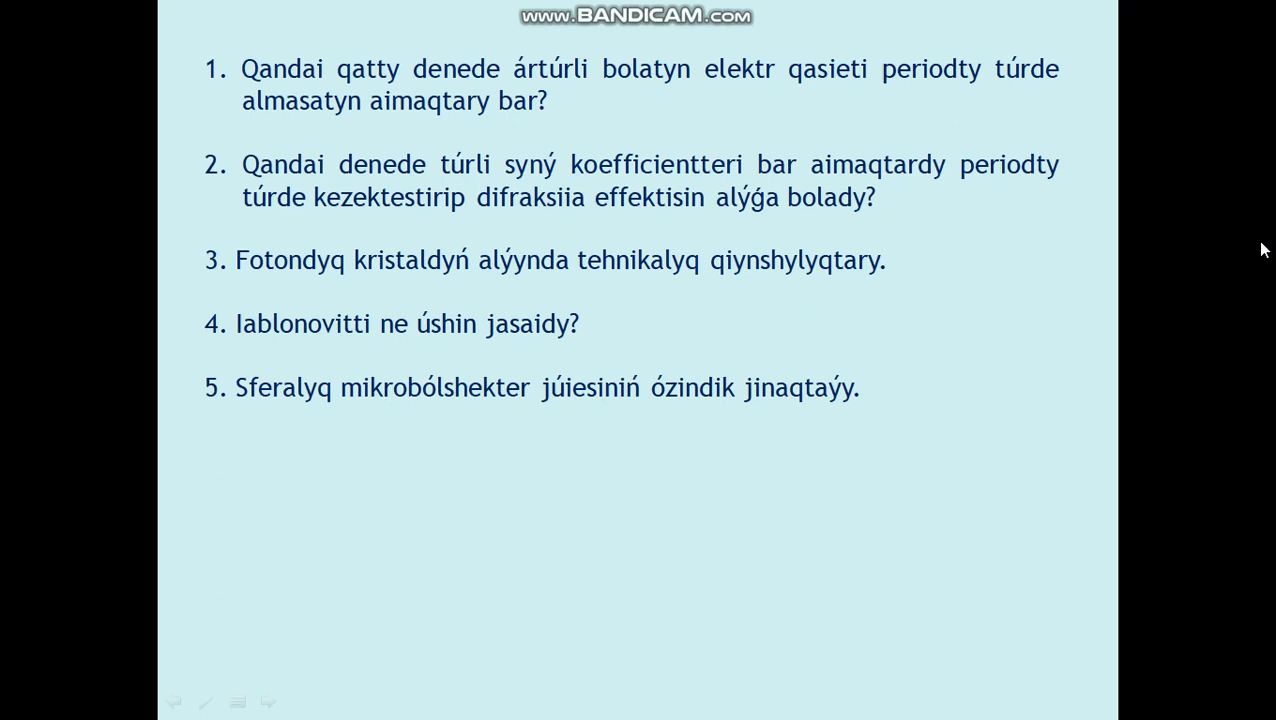 www.BANDICAM.com
1. Qandai qatty denede ártúrli bolatyn elektr qasieti periodty túrde
almasatyn aimaqtary bar?
2. Qandai denede túrli syný koefficientteri bar aimaqtardy periodty
túrde kezektestirip difraksiia effektisin alýǵa bolady?
3. Fotondyq kristaldyń alýynda tehnikalyq qiynshylyqtary.
4. Iablonovitti ne úshin jasaidy?
5. Sferalyq mikrobólshekter júiesiniń ózindik jinaqtaýy.